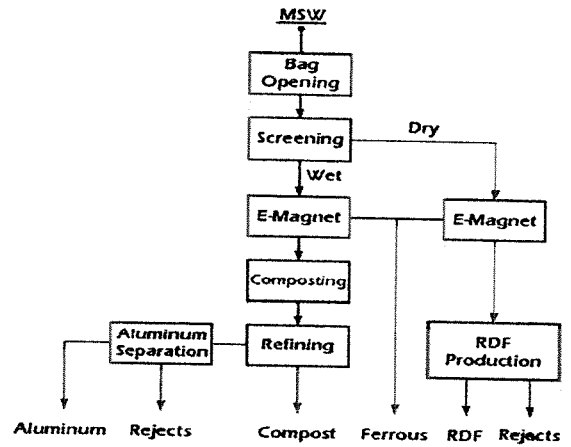 MSW
Bag
Opening
Screening
Dry
Wet
E-Magnet
E-Magnet
Composting
Aluminum
Separation
Refining
RDF
Production
Aluminum
Rejects
Compost
Ferrous
RDF
Rejects